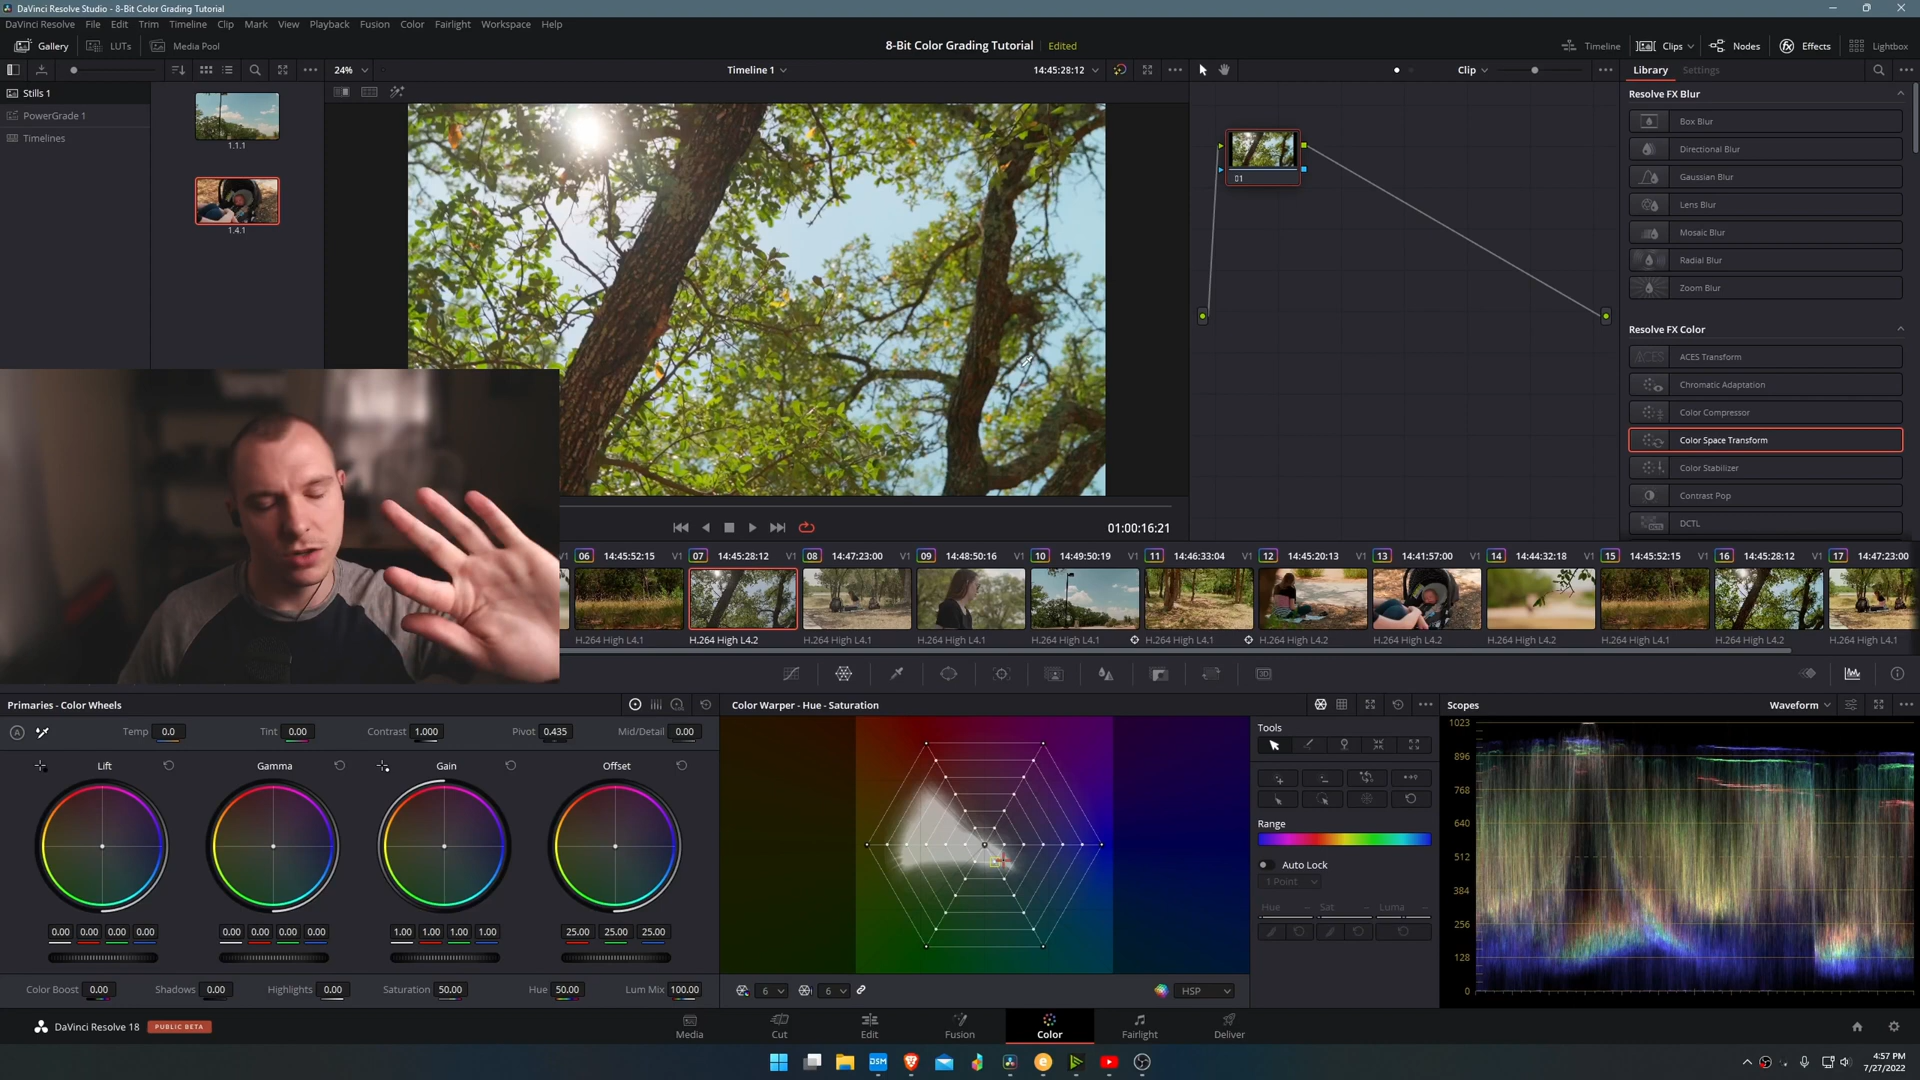 DaVinci Resolve Studio - 8-Bit Color Grading Tutorial
DaVinci Resolve File Edit Trim Timeline Clip Mark View Playback Fusion Color Fairlight Workspace Help
Gallery LUTs Media Pool 8-Bit Color Grading Tutorial Edited Timeline Clips Nodes Effects Lightbox
24% Timeline 1 14:45:28:12 Clip Library Settings
Stills 1
PowerGrade 1
Timelines
1.1.1
1.4.1
01
Resolve FX Blur
Box Blur
Directional Blur
Gaussian Blur
Lens Blur
Mosaic Blur
Radial Blur
Zoom Blur
Resolve FX Color
ACES Transform
Chromatic Adaptation
Color Compressor
Color Space Transform
Color Stabilizer
Contrast Pop
DCTL
01:00:16:21
V1 06 14:45:52:15 V1 07 14:45:28:12 V1 08 14:47:23:00 V1 09 14:48:50:16 V1 10 14:49:50:19 V1 11 14:46:33:04 V1 12 14:45:20:13 V1 13 14:41:57:00 V1 14 14:44:32:18 V1 15 14:45:52:15 V1 16 14:45:28:12 V1 17 14:47:23:00
H.264 High L4.1 H.264 High L4.2 H.264 High L4.1 H.264 High L4.1 H.264 High L4.1 H.264 High L4.1 H.264 High L4.2 H.264 High L4.2 H.264 High L4.2 H.264 High L4.1 H.264 High L4.2 H.264 High L4.1
Primaries - Color Wheels
Temp 0.0 Tint 0.00 Contrast 1.000 Pivot 0.435 Mid/Detail 0.00
Lift Gamma Gain Offset
0.00 0.00 0.00 0.00 0.00 0.00 0.00 0.00 1.00 1.00 1.00 1.00 25.00 25.00 25.00
Color Boost 0.00 Shadows 0.00 Highlights 0.00 Saturation 50.00 Hue 50.00 Lum Mix 100.00
Color Warper - Hue - Saturation
6 6 HSP
Tools
Range
Auto Lock
1 Point
Hue Sat Luma
Scopes Waveform
1023
896
768
640
512
384
256
128
0
DaVinci Resolve 18 PUBLIC BETA
Media Cut Edit Fusion Color Fairlight Deliver
DSM
4:57 PM
7/27/2022